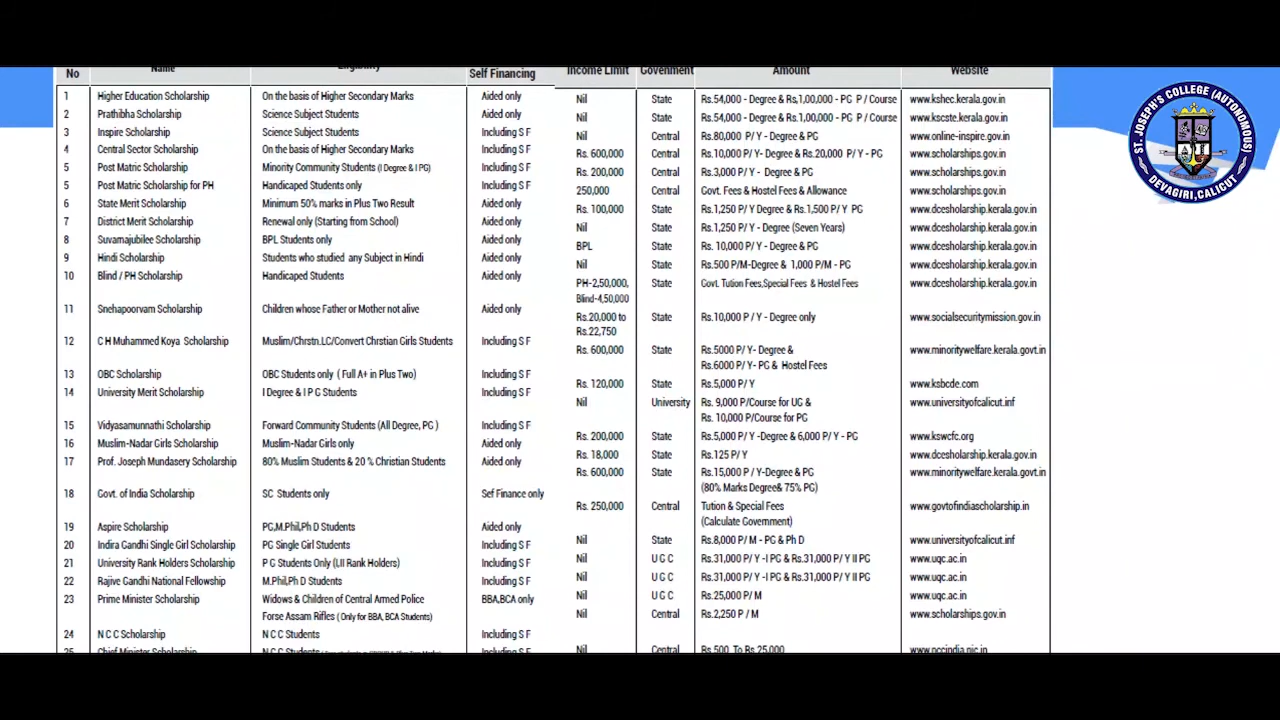 No Name Eligibility Self Financing Income Limit Govenment Amount Website
1 Higher Education Scholarship On the basis of Higher Secondary Marks Aided only Nil State Rs.54,000 - Degree & Rs,1,00,000 - PG P / Course www.kshec.kerala.gov.in
2 Prathibha Scholarship Science Subject Students Aided only Nil State Rs.54,000 - Degree & Rs.1,00,000 - PG P / Course www.kscste.kerala.gov.in
3 Inspire Scholarship Science Subject Students Including S F Nil Central Rs.80,000 P / Y - Degree & PG www.online-inspire.gov.in
4 Central Sector Scholarship On the basis of Higher Secondary Marks Including S F Rs. 600,000 Central Rs.10,000 P/ Y- Degree & Rs.20,000 P/ Y - PG www.scholarships.gov.in
5 Post Matric Scholarship Minority Community Students (I Degree & I PG) Including S F Rs. 200,000 Central Rs.3,000 P/ Y - Degree & PG www.scholarships.gov.in
5 Post Matric Scholarship for PH Handicaped Students only Including S F 250,000 Central Govt. Fees & Hostel Fees & Allowance www.scholarships.gov.in
6 State Merit Scholarship Minimum 50% marks in Plus Two Result Aided only Rs. 100,000 State Rs.1,250 P/ Y Degree & Rs.1,500 P/ Y PG www.dcesholarship.kerala.gov.in
7 District Merit Scholarship Renewal only (Starting from School) Aided only Nil State Rs.1,250 P/ Y - Degree (Seven Years) www.dcesholarship.kerala.gov.in
8 Suvarnajubilee Scholarship BPL Students only Aided only BPL State Rs. 10,000 P/ Y - Degree & PG www.dcesholarship.kerala.gov.in
9 Hindi Scholarship Students who studied any Subject in Hindi Aided only Nil State Rs.500 P/M-Degree & 1,000 P/M - PG www.dcesholarship.kerala.gov.in
10 Blind / PH Scholarship Handicaped Students Aided only PH-2,50,000, State Govt. Tution Fees,Special Fees & Hostel Fees www.dcesholarship.kerala.gov.in
Blind-4,50,000
11 Snehapoorvam Scholarship Children whose Father or Mother not alive Aided only Rs.20,000 to State Rs.10,000 P/ Y - Degree only www.socialsecuritymission.gov.in
Rs.22,750
12 C H Muhammed Koya Scholarship Muslim/Chrstn.LC/Convert Chrstian Girls Students Including S F Rs. 600,000 State Rs.5000 P/ Y- Degree & www.minoritywelfare.kerala.govt.in
Rs.6000 P/ Y- PG & Hostel Fees
13 OBC Scholarship OBC Students only ( Full A+ in Plus Two) Including S F Rs. 120,000 State Rs.5,000 P/ Y www.ksbcde.com
14 University Merit Scholarship I Degree & I P G Students Including S F Nil University Rs. 9,000 P/Course for UG & www.universityofcalicut.inf
Rs. 10,000 P/Course for PG
15 Vidyasamunnathi Scholarship Forward Community Students (All Degree, PG ) Including S F Rs. 200,000 State Rs.5,000 P/ Y -Degree & 6,000 P/ Y - PG www.kswcfc.org
16 Muslim-Nadar Girls Scholarship Muslim-Nadar Girls only Aided only Rs. 18,000 State Rs.125 P/ Y www.dcesholarship.kerala.gov.in
17 Prof. Joseph Mundasery Scholarship 80% Muslim Students & 20 % Christian Students Aided only Rs. 600,000 State Rs.15,000 P / Y-Degree & PG www.minoritywelfare.kerala.govt.in
(80% Marks Degree& 75% PG)
18 Govt. of India Scholarship SC Students only Sef Finance only Rs. 250,000 Central Tution & Special Fees www.govtofindiascholarship.in
(Calculate Government)
19 Aspire Scholarship PG,M.Phil,Ph D Students Aided only Nil State Rs.8,000 P/ M - PG & Ph D www.universityofcalicut.inf
20 Indira Gandhi Single Girl Scholarship PG Single Girl Students Including S F Nil U G C Rs.31,000 P/ Y -I PG & Rs.31,000 P/ Y II PG www.uqc.ac.in
21 University Rank Holders Scholarship P G Students Only (I,II Rank Holders) Including S F Nil U G C Rs.31,000 P/ Y -I PG & Rs.31,000 P/ Y II PG www.uqc.ac.in
22 Rajive Gandhi National Fellowship M.Phil,Ph D Students Including S F Nil U G C Rs.25,000 P/ M www.uqc.ac.in
23 Prime Minister Scholarship Widows & Children of Central Armed Police BBA,BCA only Nil Central Rs.2,250 P / M www.scholarships.gov.in
Forse Assam Rifles ( Only for BBA, BCA Students)
24 N C C Scholarship N C C Students Including S F Nil Central Rs.500 To Rs.25,000 www.nccindia.nic.in
25 Chief Minister Scholarship N C C Students Including S F
ST. JOSEPH'S COLLEGE (AUTONOMOUS)
DEVAGIRI,CALICUT